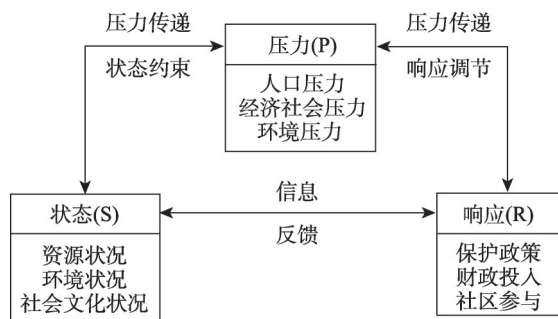 压力传递
压力(P)
压力传递
状态约束
人口压力
经济社会压力
环境压力
响应调节
状态(S)
信息
反馈
响应(R)
资源状况
环境状况
社会文化状况
保护政策
财政投入
社区参与